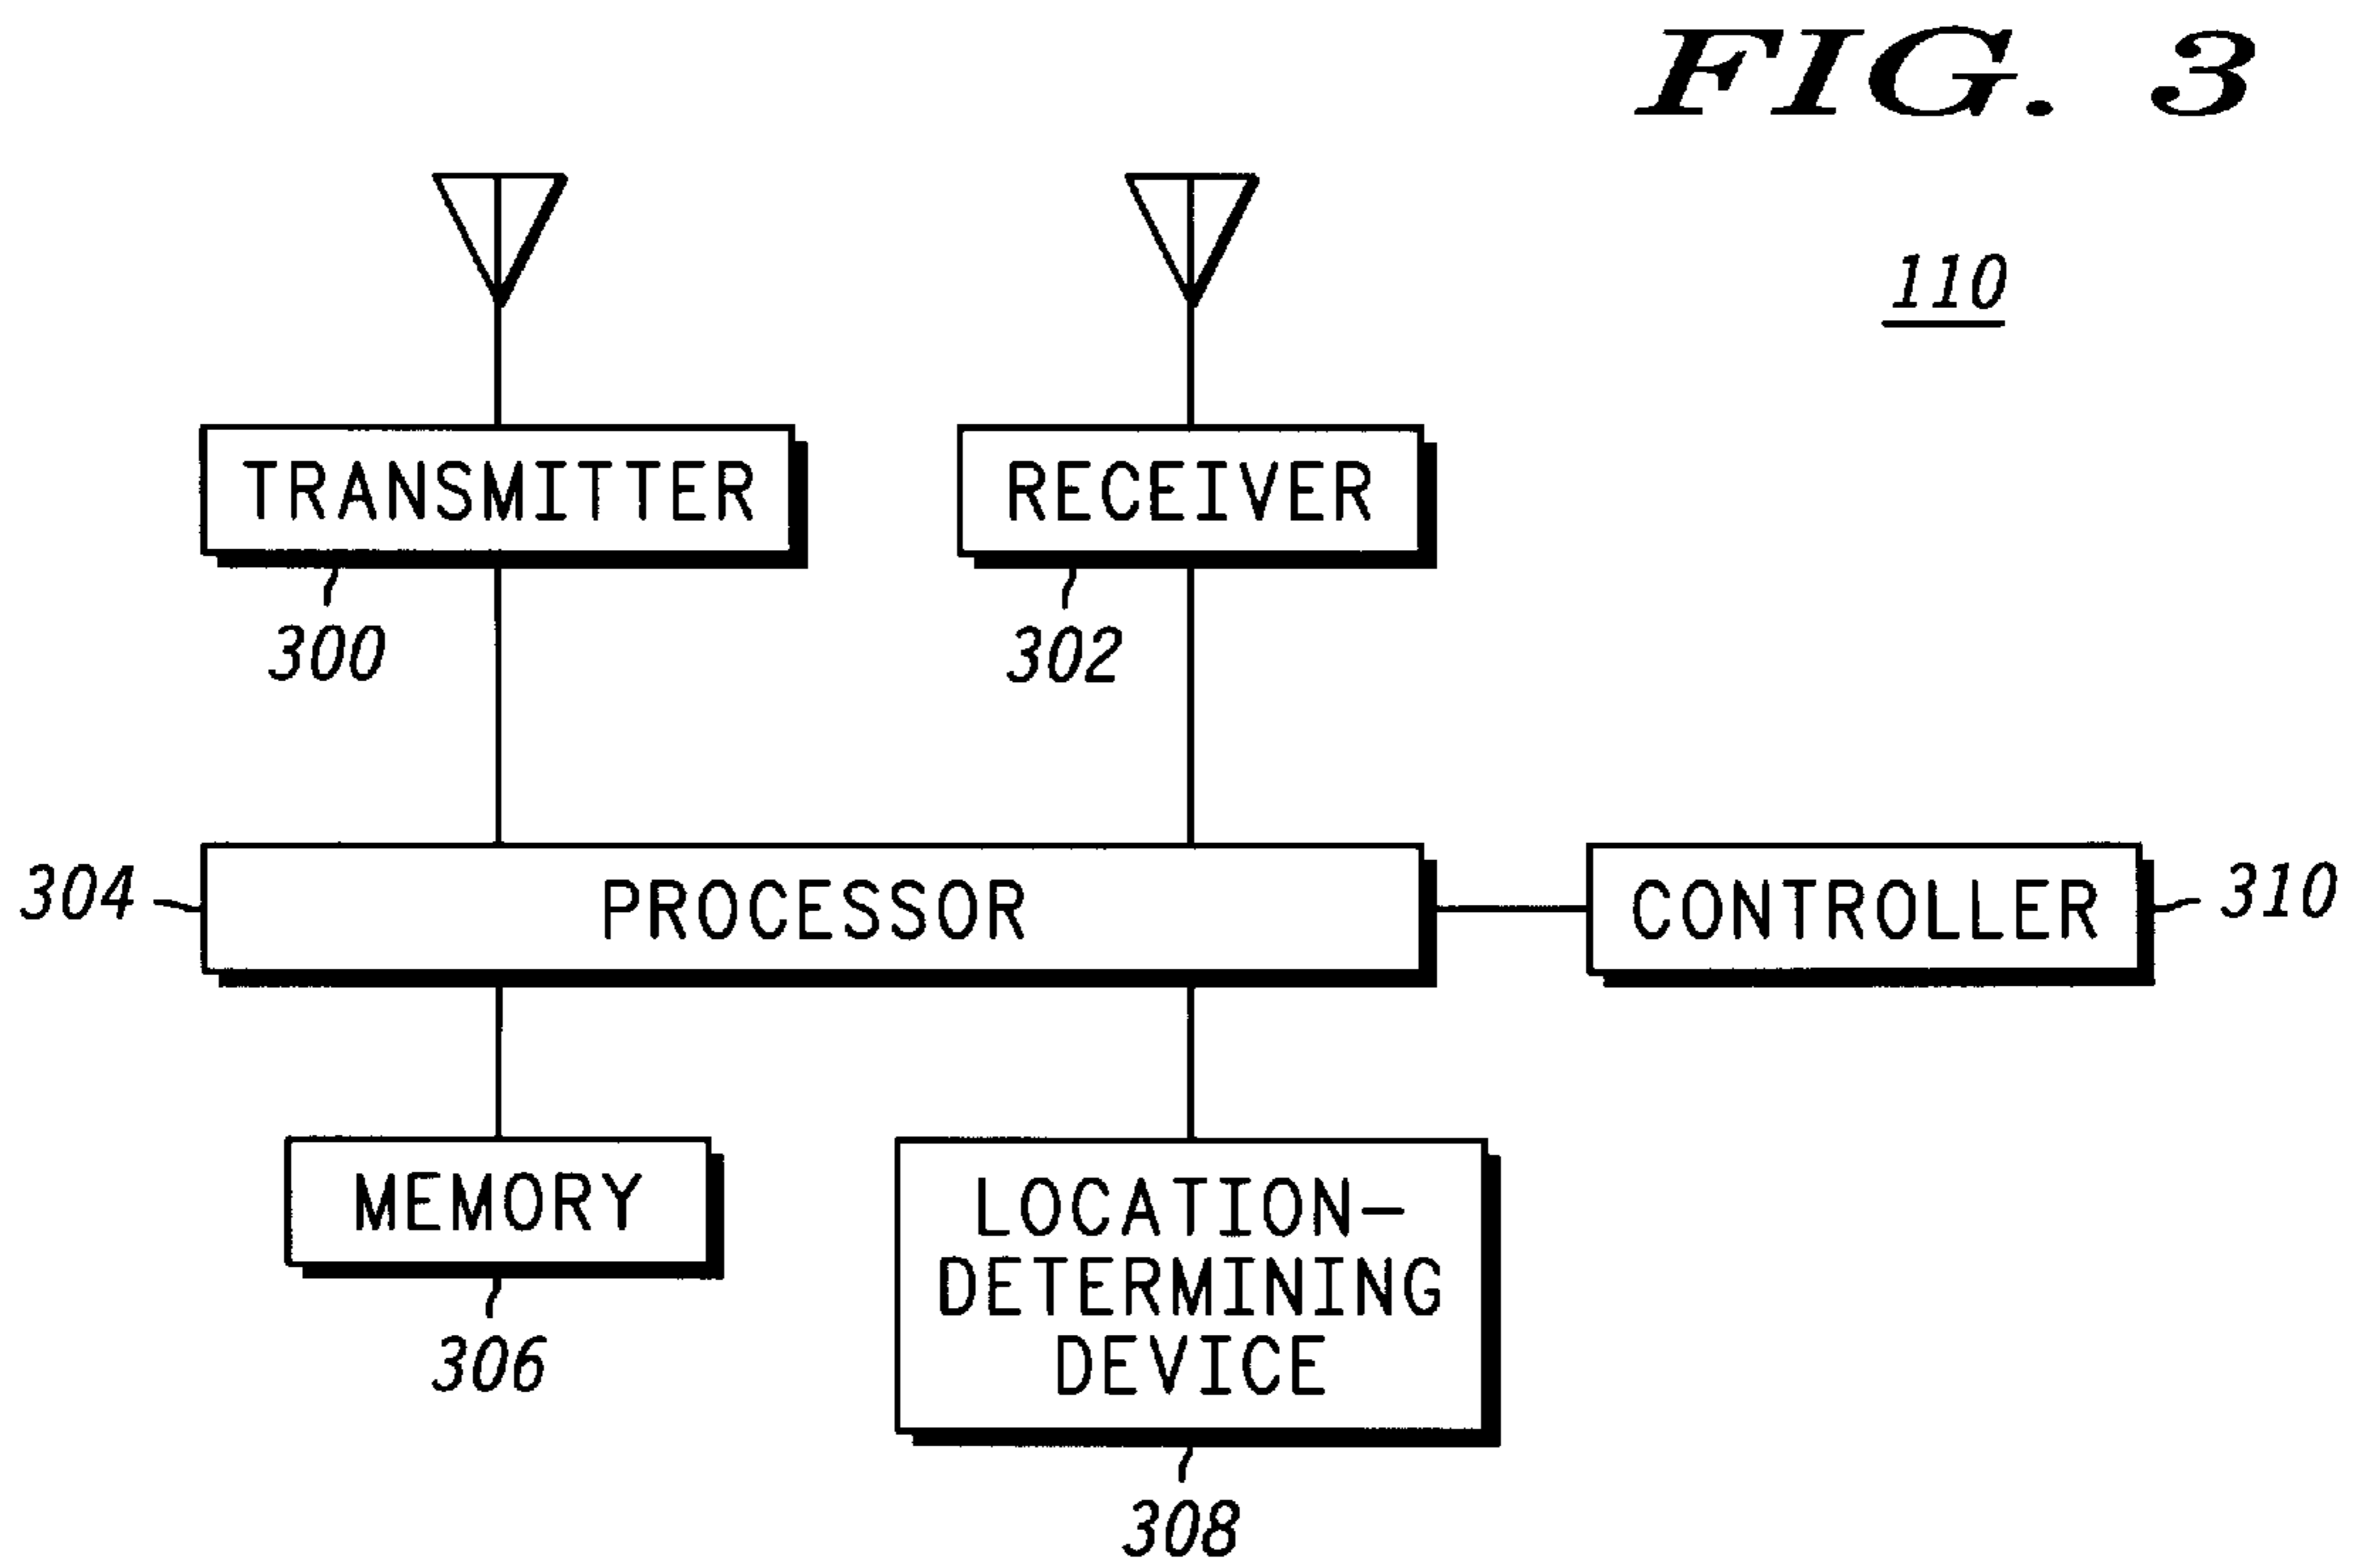 FIG. 3
110
TRANSMITTER
RECEIVER
300
302
304
PROCESSOR
CONTROLLER
310
MEMORY
LOCATION-
DETERMINING
DEVICE
306
308